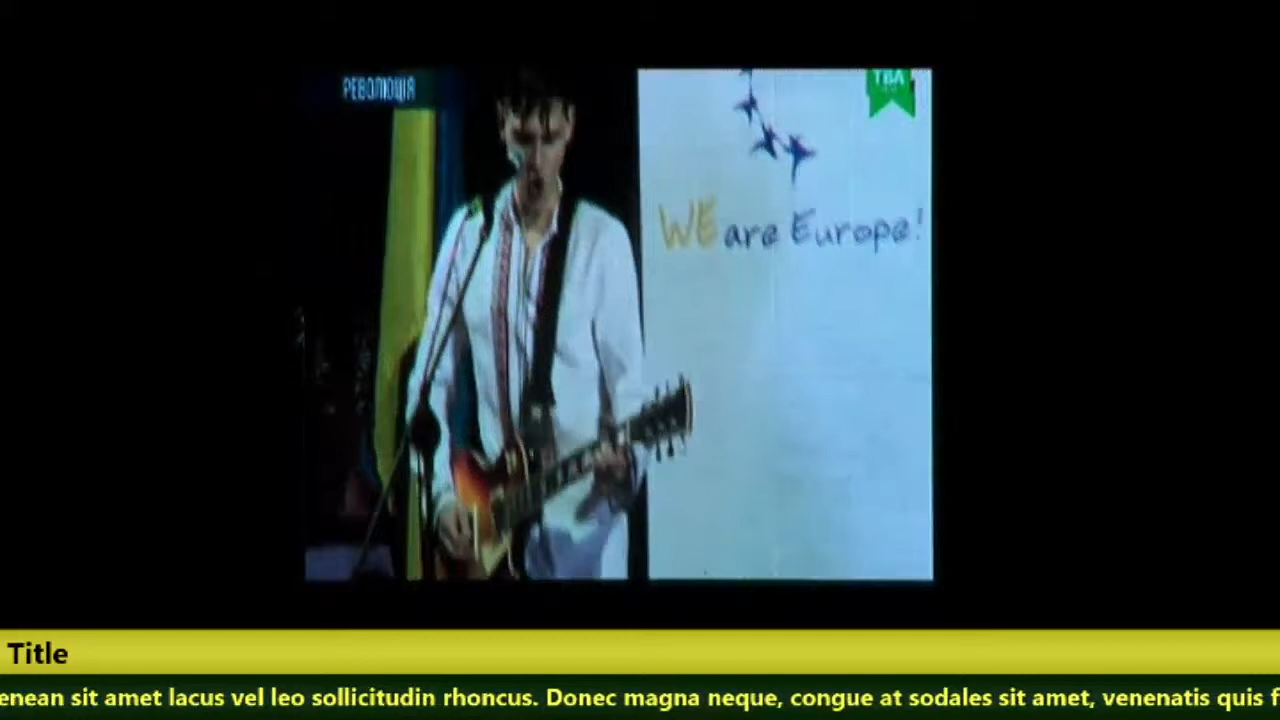 РЕВОЛЮЦІЯ
ТВА
WE are Europe!
Title
enean sit amet lacus vel leo sollicitudin rhoncus. Donec magna neque, congue at sodales sit amet, venenatis quis f